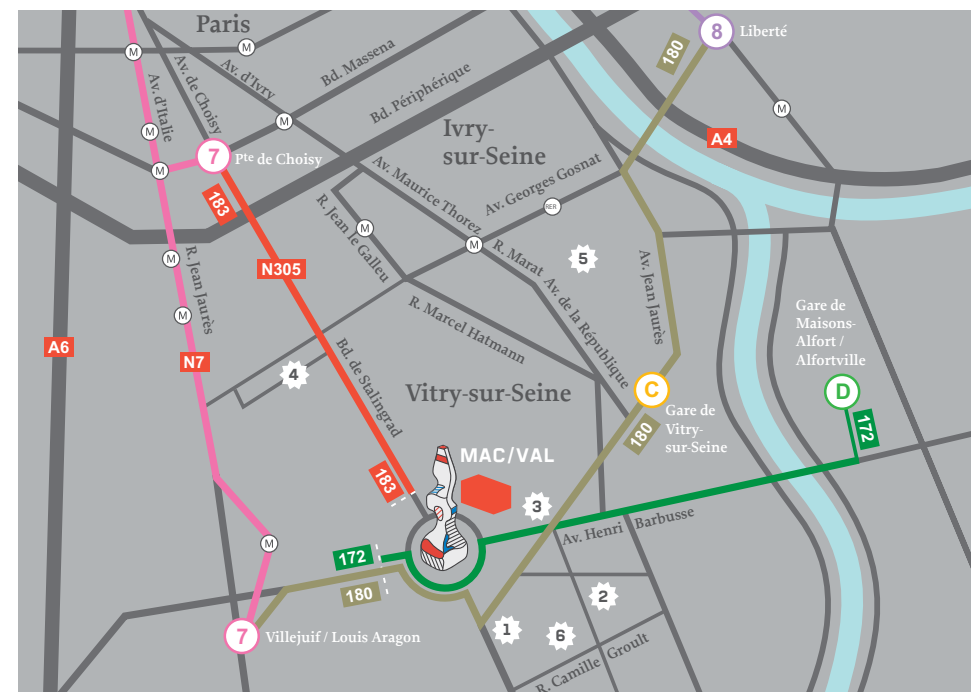 Paris
M
M
8
Liberté
180
Av. d'Ivry
Bd. Massena
Av. de Choisy
Av. d'Italie
Bd. Périphérique
M
M
M
Ivry-
sur-Seine
A4
7
Pte de Choisy
M
Av. Maurice Thorez
Av. Georges Gosnat
183
R. Jean le Galleu
RER
M
M
R. Marat
5
M
R. Jean Jaurès
N305
Av. Jean Jaurès
Av. de la République
Gare de
Maisons-
Alfort /
Alfortville
M
R. Marcel Hatmann
A6
N7
4
Bd. de Stalingrad
Vitry-sur-Seine
C
D
Gare de
Vitry-
sur-Seine
172
180
MAC/VAL
183
3
Av. Henri Barbusse
M
172
180
2
7
Villejuif / Louis Aragon
1
6
R. Camille Groult